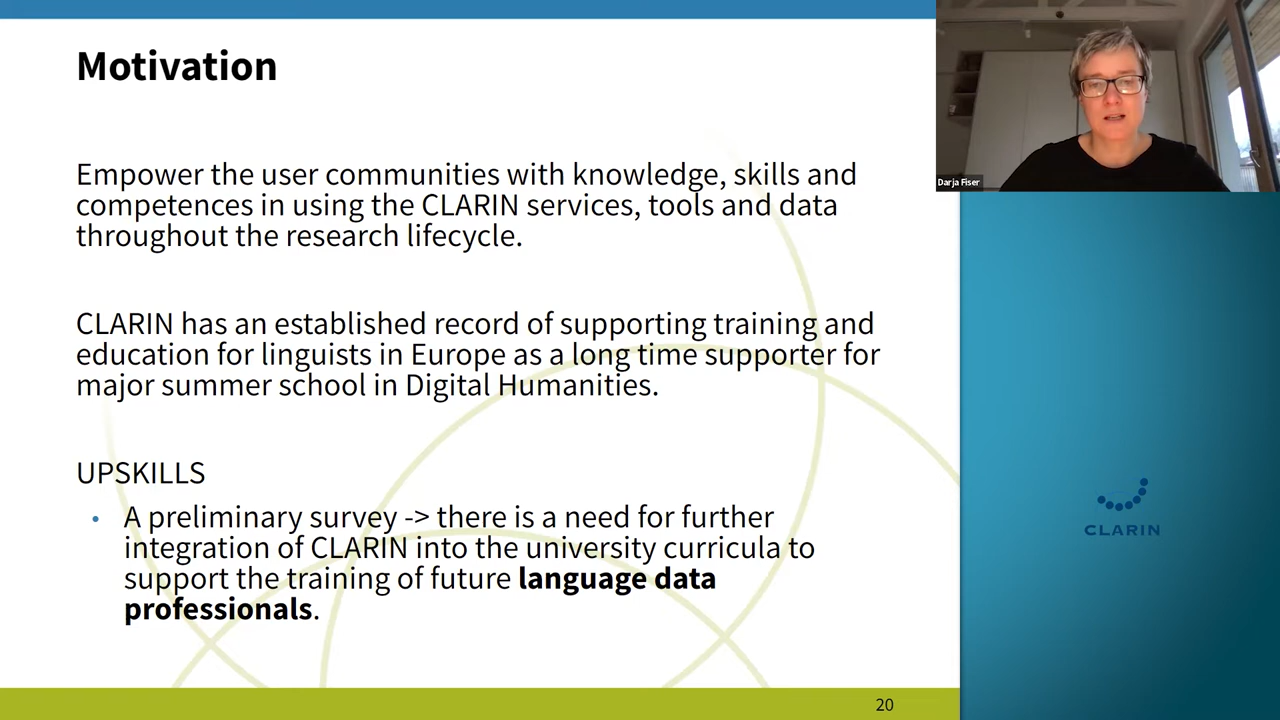 Motivation
Empower the user communities with knowledge, skills and
competences in using the CLARIN services, tools and data
throughout the research lifecycle.
CLARIN has an established record of supporting training and
education for linguists in Europe as a long time supporter for
major summer school in Digital Humanities.
UPSKILLS
• A preliminary survey -> there is a need for further
integration of CLARIN into the university curricula to
support the training of future language data
professionals.
20
Darja Fiser
CLARIN